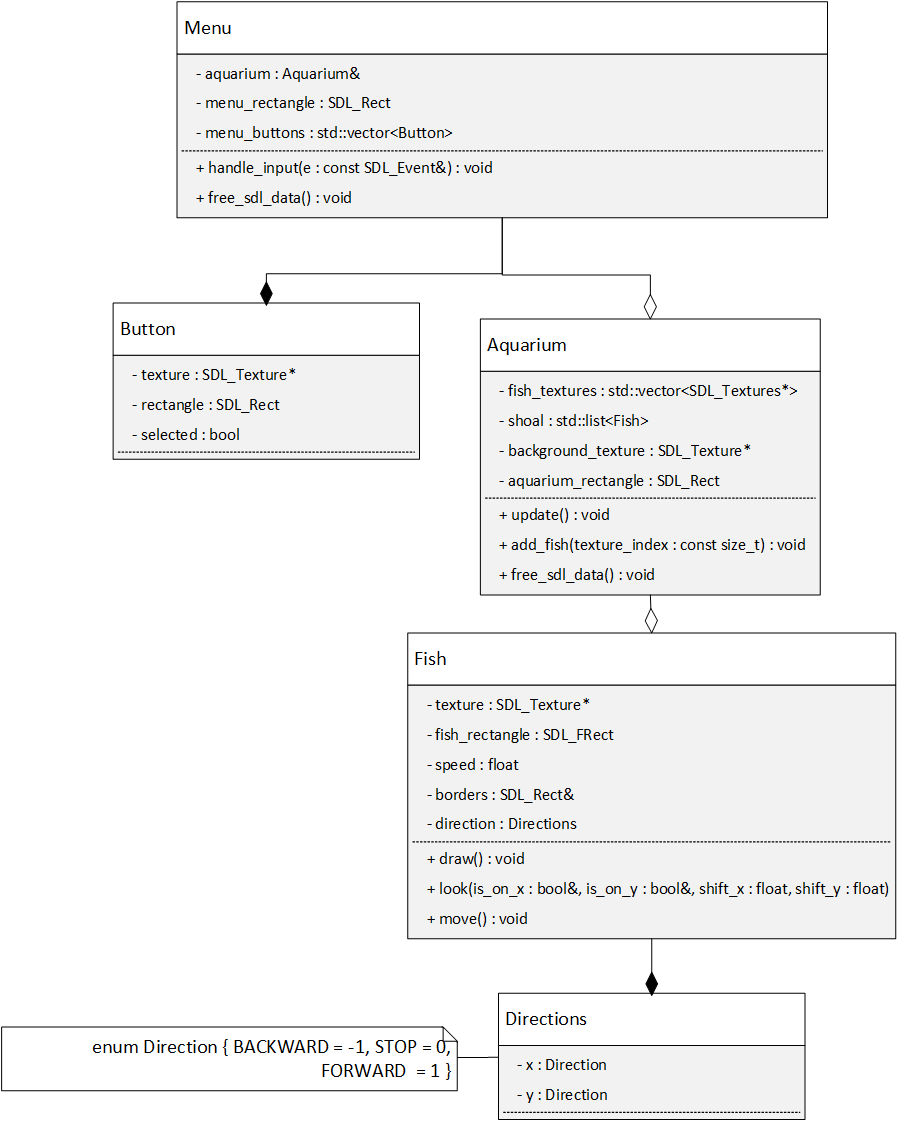 Menu
- aquarium : Aquarium&
- menu_rectangle : SDL_Rect
- menu_buttons : std::vector<Button>
+ handle_input(e : const SDL_Event&) : void
+ free_sdl_data() : void
Button
- texture : SDL_Texture*
- rectangle : SDL_Rect
- selected : bool
Aquarium
- fish_textures : std::vector<SDL_Textures*>
- shoal : std::list<Fish>
- background_texture : SDL_Texture*
- aquarium_rectangle : SDL_Rect
+ update() : void
+ add_fish(texture_index : const size_t) : void
+ free_sdl_data() : void
Fish
- texture : SDL_Texture*
- fish_rectangle : SDL_FRect
- speed : float
- borders : SDL_Rect&
- direction : Directions
+ draw() : void
+ look(is_on_x : bool&, is_on_y : bool&, shift_x : float, shift_y : float)
+ move() : void
Directions
- x : Direction
- y : Direction
enum Direction { BACKWARD = -1, STOP = 0,
FORWARD = 1 }